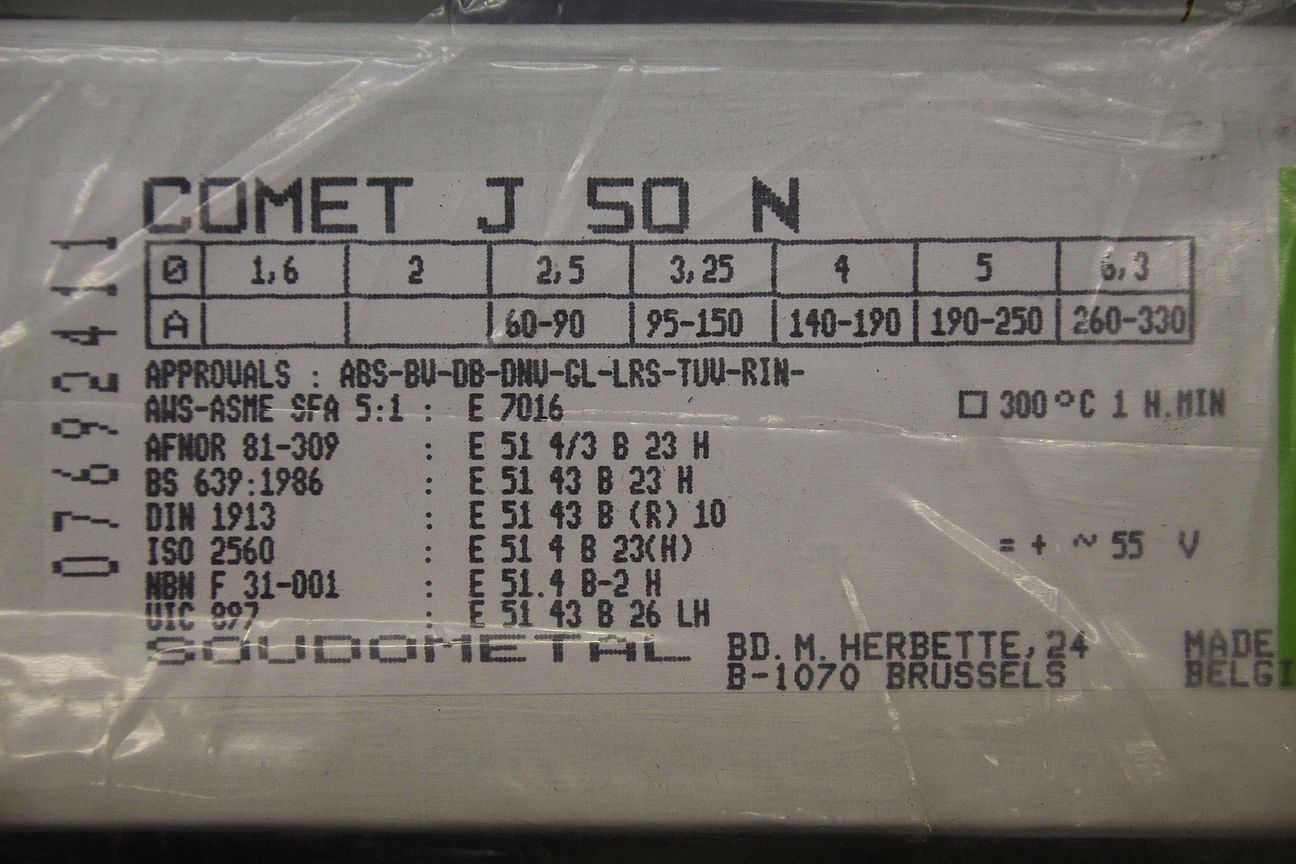 COMET J 50 N
Ø 1,6 2 2,5 3,25 4 5 6,3
A 60-90 95-150 140-190 190-250 260-330
APPROVALS : ABS-BV-DB-DNV-GL-LRS-TUV-RIN-
AWS-ASME SFA 5:1 : E 7016
300°C 1 H.MIN
AFNOR 81-309 : E 51 4/3 B 23 H
BS 639:1986 : E 51 43 B 23 H
DIN 1913 : E 51 43 B (R) 10
ISO 2560 : E 51 4 B 23(H)
= + ~ 55 V
NBN F 31-001 : E 51.4 B-2 H
UIC 897 : E 51 43 B 26 LH
SOUDOMETAL
BD. M. HERBETTE, 24
B-1070 BRUSSELS
MADE
BELGI
07692411